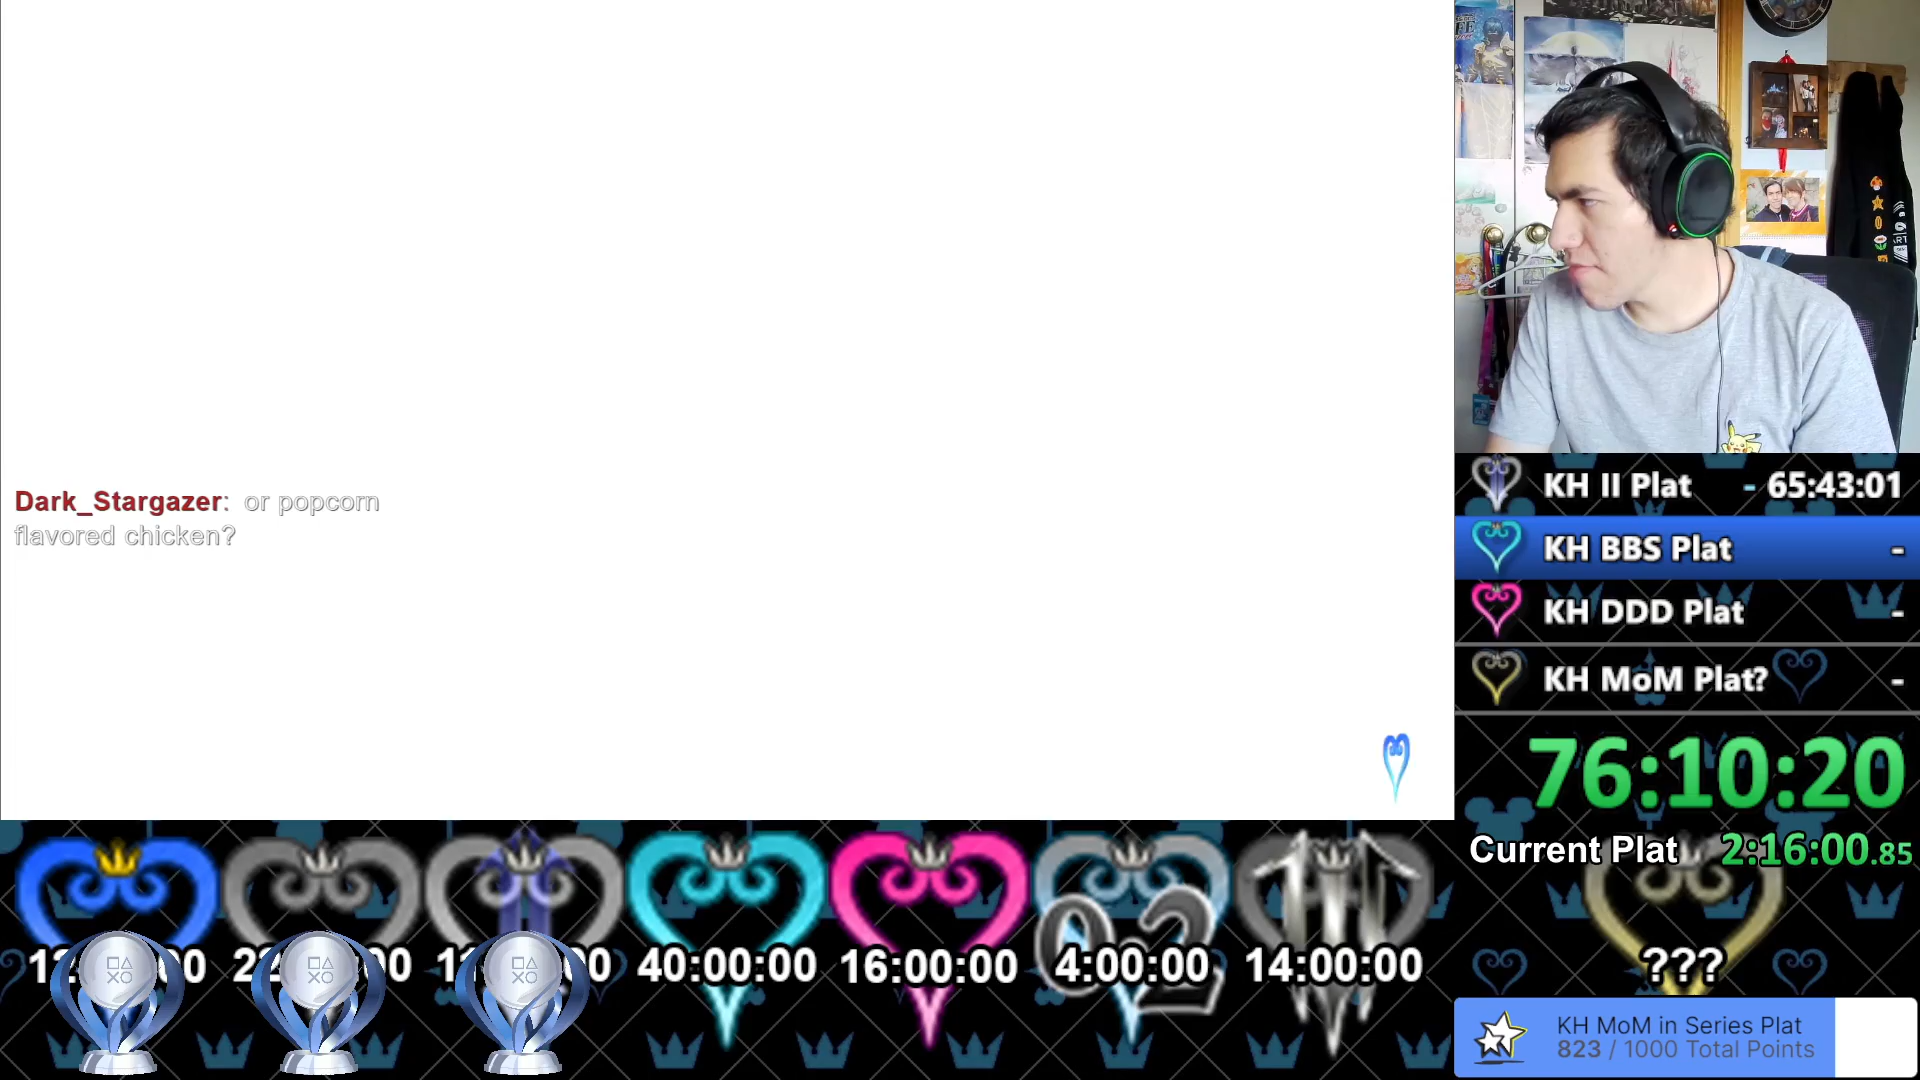 Dark_Stargazer: or popcorn
flavored chicken?
KH II Plat - 65:43:01
KH BBS Plat -
KH DDD Plat -
KH MoM Plat? -
76:10:20
Current Plat 2:16:00.85
40:00:00
16:00:00
02
4:00:00
14:00:00
???
KH MoM in Series Plat
823 / 1000 Total Points